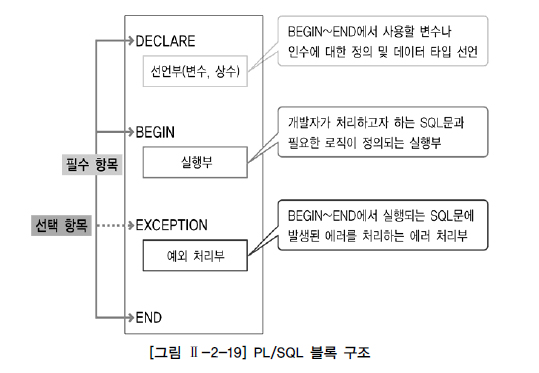 DECLARE
선언부(변수, 상수)
BEGIN～END에서 사용할 변수나
인수에 대한 정의 및 데이터 타입 선언
BEGIN
실행부
개발자가 처리하고자 하는 SQL문과
필요한 로직이 정의되는 실행부
필수 항목
선택 항목
EXCEPTION
예외 처리부
BEGIN～END에서 실행되는 SQL문에
발생된 에러를 처리하는 에러 처리부
END
[그림 Ⅱ-2-19] PL/SQL 블록 구조